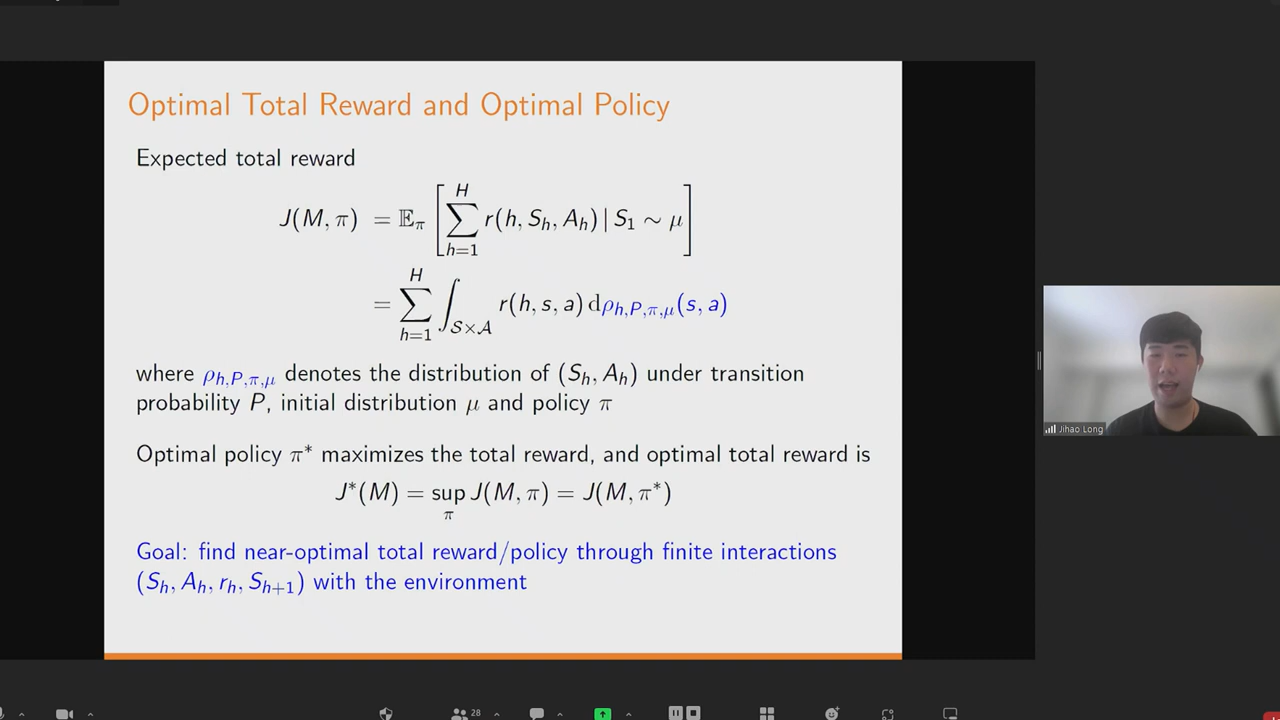 Optimal Total Reward and Optimal Policy
Expected total reward
J(M, π) = 𝔼_π [ ∑_{h=1}^{H} r(h, S_h, A_h) | S_1 ∼ μ ]
= ∑_{h=1}^{H} ∫_{𝒮×𝒜} r(h, s, a) dρ_{h,P,π,μ}(s, a)
where ρ_{h,P,π,μ} denotes the distribution of (S_h, A_h) under transition
probability P, initial distribution μ and policy π
Optimal policy π* maximizes the total reward, and optimal total reward is
J*(M) = sup_π J(M, π) = J(M, π*)
Goal: find near-optimal total reward/policy through finite interactions
(S_h, A_h, r_h, S_{h+1}) with the environment
Jihao Long
28